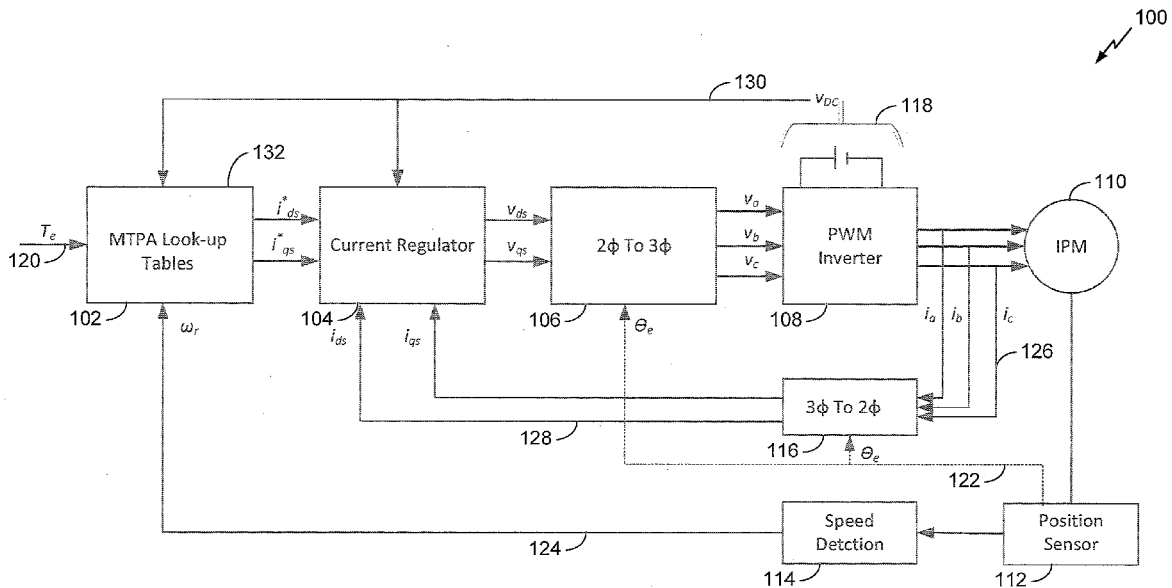 100
130
v_DC
118
132
110
T_e
120
MTPA Look-up
Tables
i*_ds
i*_qs
Current Regulator
v_ds
v_qs
2ϕ To 3ϕ
v_a
v_b
v_c
PWM
Inverter
IPM
102
104
106
108
ω_r
i_ds
i_qs
Θ_e
i_a
i_b
i_c
126
3ϕ To 2ϕ
128
116
Θ_e
122
124
Speed
Detction
114
Position
Sensor
112